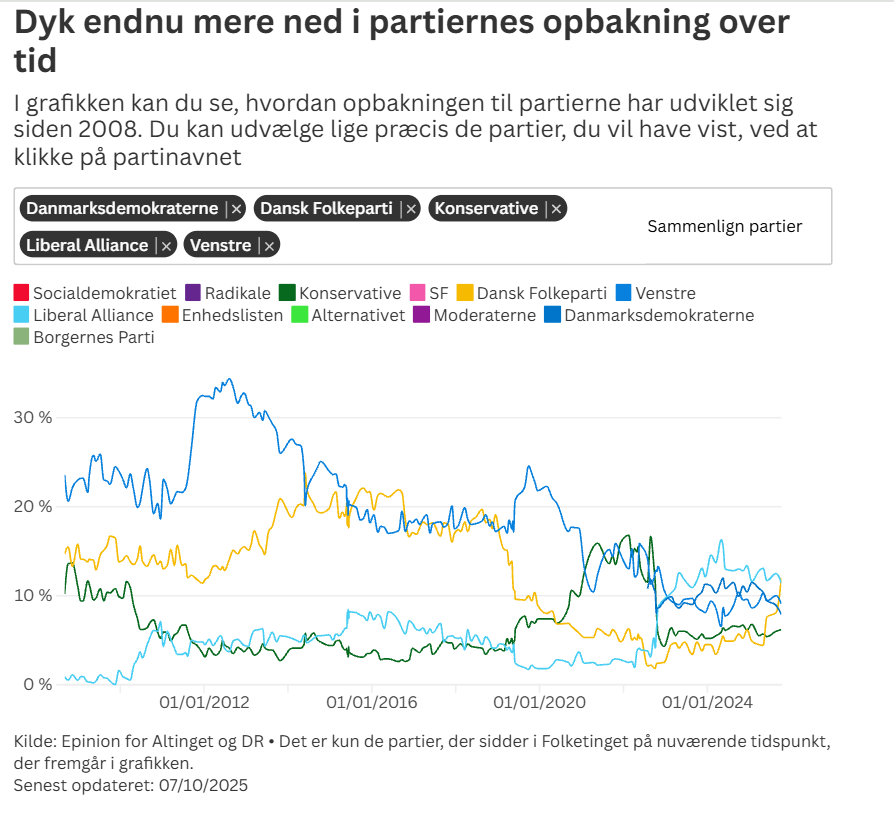 Dyk endnu mere ned i partiernes opbakning over
tid
I grafikken kan du se, hvordan opbakningen til partierne har udviklet sig
siden 2008. Du kan udvælge lige præcis de partier, du vil have vist, ved at
klikke på partinavnet
Danmarksdemokraterne |× Dansk Folkeparti |× Konservative |×
Sammenlign partier
Liberal Alliance |× Venstre |×
Socialdemokratiet Radikale Konservative SF Dansk Folkeparti Venstre
Liberal Alliance Enhedslisten Alternativet Moderaterne Danmarksdemokraterne
Borgernes Parti
30 %
20 %
10 %
0 %
01/01/2012 01/01/2016 01/01/2020 01/01/2024
Kilde: Epinion for Altinget og DR • Det er kun de partier, der sidder i Folketinget på nuværende tidspunkt,
der fremgår i grafikken.
Senest opdateret: 07/10/2025